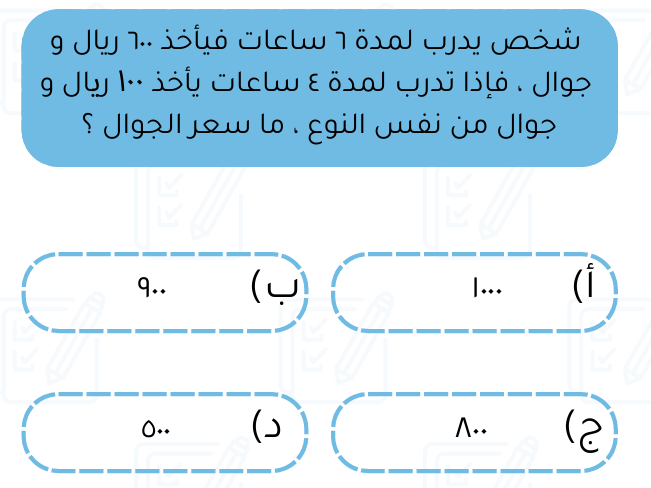 شخص يدرب لمدة ٦ ساعات فيأخذ ٦٠٠ ريال و
جوال ، فإذا تدرب لمدة ٤ ساعات يأخذ ١٠٠ ريال و
جوال من نفس النوع ، ما سعر الجوال ؟
أ) ١٠٠٠
ب) ٩٠٠
ج) ٨٠٠
د) ٥٠٠